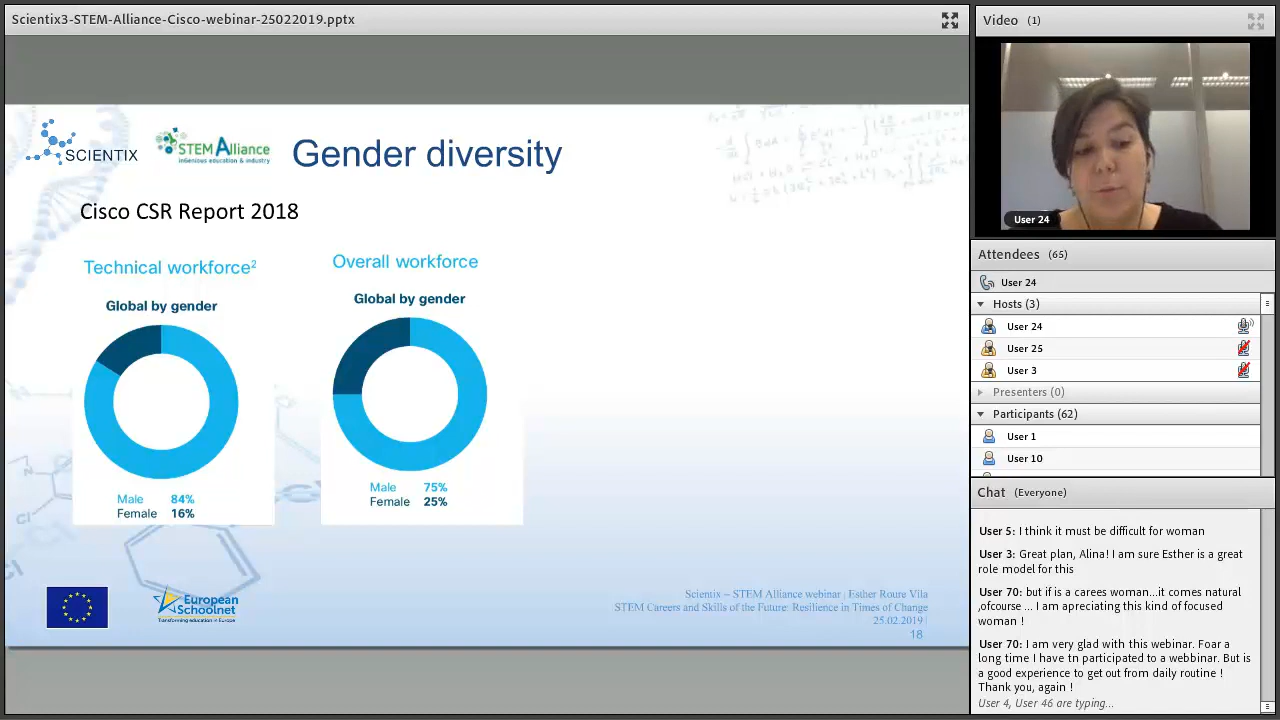 Scientix3-STEM-Alliance-Cisco-webinar-25022019.pptx
SCIENTIX
STEM Alliance
inGenious education & industry
Gender diversity
Cisco CSR Report 2018
Technical workforce2
Global by gender
Male 84%
Female 16%
Overall workforce
Global by gender
Male 75%
Female 25%
European
Schoolnet
Transforming education in Europe
Scientix – STEM Alliance webinar | Esther Roure Vila
STEM Careers and Skills of the Future: Resilience in Times of Change
25.02.2019 |
18
Video (1)
User 24
Attendees (65)
User 24
Hosts (3)
User 24
User 25
User 3
Presenters (0)
Participants (62)
User 1
User 10
Chat (Everyone)
User 5: I think it must be difficult for woman
User 3: Great plan, Alina! I am sure Esther is a great
role model for this
User 70: but if is a carees woman...it comes natural
,ofcourse ... I am apreciating this kind of focused
woman !
User 70: I am very glad with this webinar. Foar a
long time I have tn participated to a webbinar. But is
a good experience to get out from daily routine !
Thank you, again !
User 4, User 46 are typing...